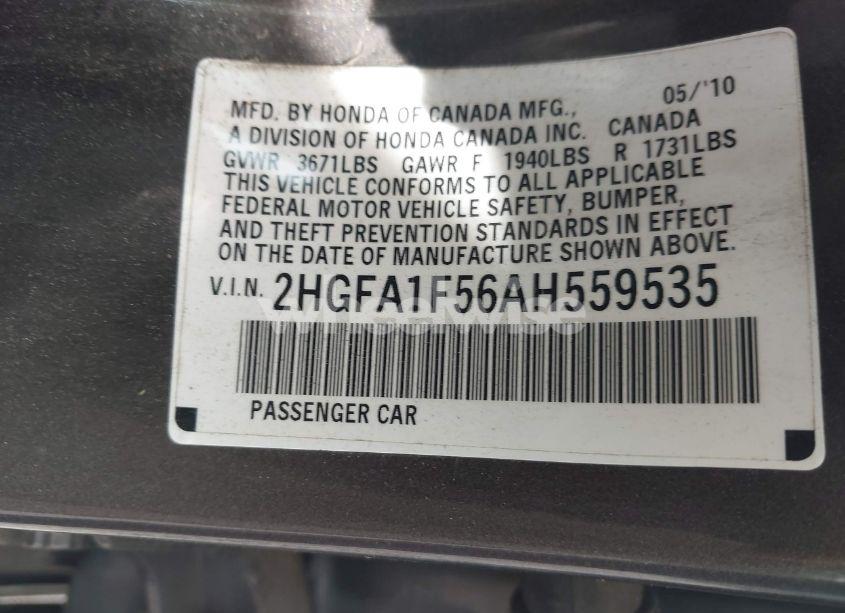 05/'10
MFD. BY HONDA OF CANADA MFG.,
A DIVISION OF HONDA CANADA INC. CANADA
GVWR 3671LBS GAWR F 1940LBS R 1731LBS
THIS VEHICLE CONFORMS TO ALL APPLICABLE
FEDERAL MOTOR VEHICLE SAFETY, BUMPER,
AND THEFT PREVENTION STANDARDS IN EFFECT
ON THE DATE OF MANUFACTURE SHOWN ABOVE.
V.I.N. 2HGFA1F56AH559535
WheelWise
PASSENGER CAR